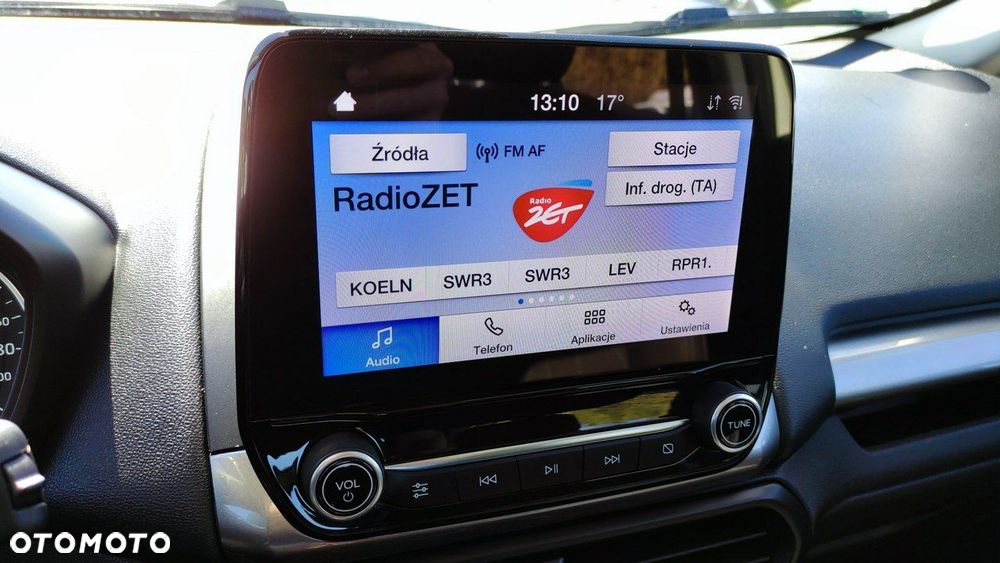 13:10 17°
Źródła
FM AF
Stacje
RadioZET
Radio
ZET
Inf. drog. (TA)
KOELN
SWR3
SWR3
LEV
RPR1.
Audio
Telefon
Aplikacje
Ustawienia
VOL
TUNE
OTOMOTO